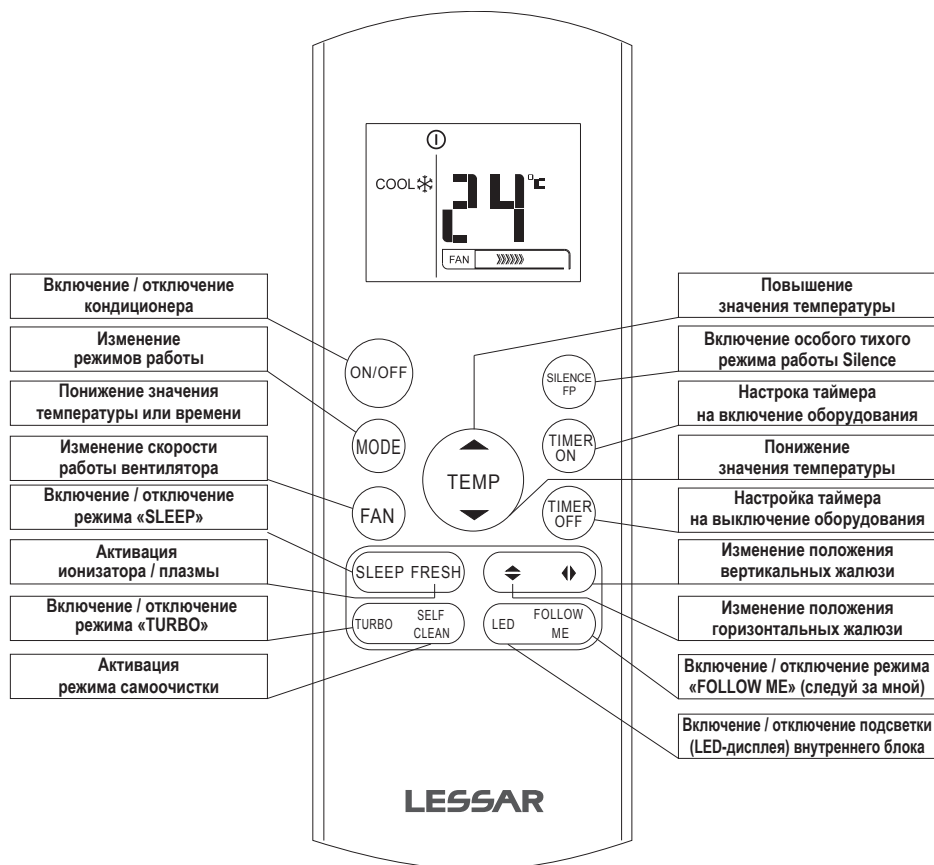 COOL
24°C
FAN
Включение / отключение
кондиционера
Изменение
режимов работы
Понижение значения
температуры или времени
Изменение скорости
работы вентилятора
Включение / отключение
режима «SLEEP»
Активация
ионизатора / плазмы
Включение / отключение
режима «TURBO»
Активация
режима самоочистки
ON/OFF
MODE
FAN
TEMP
SILENCE
FP
TIMER
ON
TIMER
OFF
SLEEP FRESH
TURBO
SELF
CLEAN
LED
FOLLOW
ME
LESSAR
Повышение
значения температуры
Включение особого тихого
режима работы Silence
Настрока таймера
на включение оборудования
Понижение
значения температуры
Настройка таймера
на выключение оборудования
Изменение положения
вертикальных жалюзи
Изменение положения
горизонтальных жалюзи
Включение / отключение режима
«FOLLOW ME» (следуй за мной)
Включение / отключение подсветки
(LED-дисплея) внутреннего блока